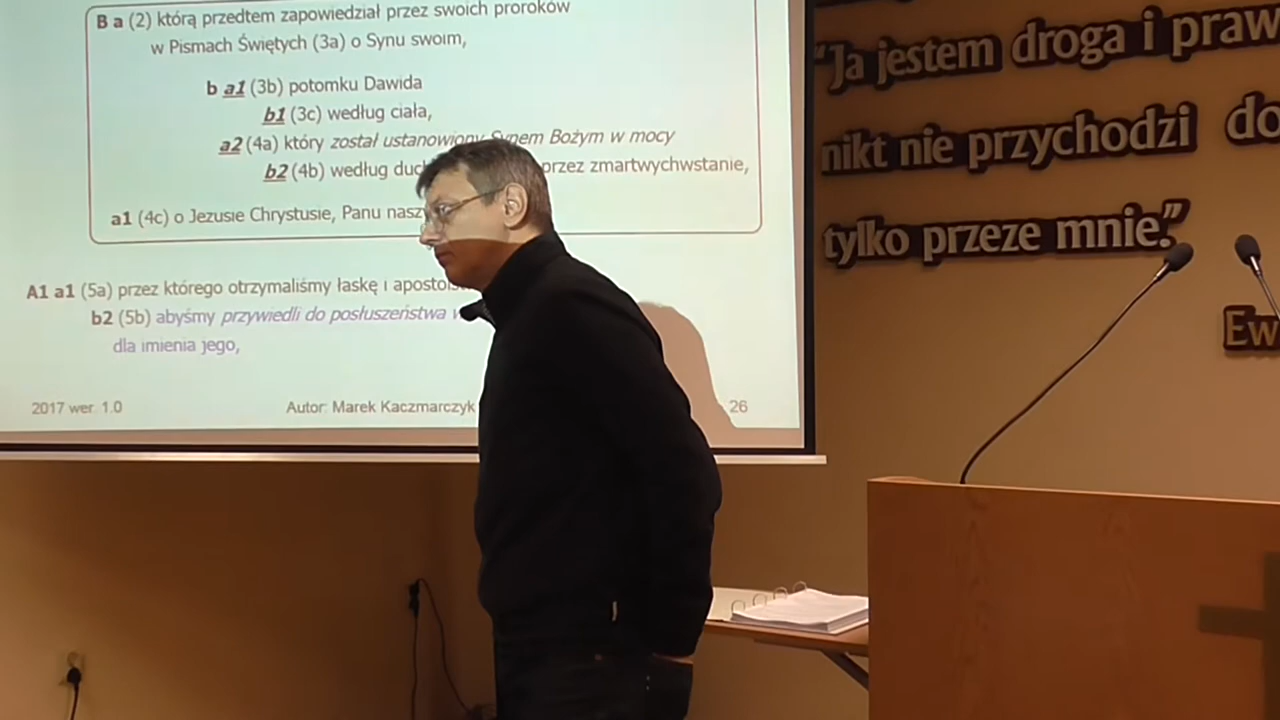 B a (2) którą przedtem zapowiedział przez swoich proroków
w Pismach Świętych (3a) o Synu swoim,
b a1 (3b) potomku Dawida
b1 (3c) według ciała,
a2 (4a) który został ustanowiony Synem Bożym w mocy
b2 (4b) według duc przez zmartwychwstanie,
a1 (4c) o Jezusie Chrystusie, Panu nasz
A1 a1 (5a) przez którego otrzymaliśmy łaskę i apostols
b2 (5b) abyśmy przywiedli do posłuszeństwa w
dla imienia jego,
2017 wer. 1.0 Autor: Marek Kaczmarczyk 26
“Ja jestem droga i praw
nikt nie przychodzi do
tylko przeze mnie.”
Ew